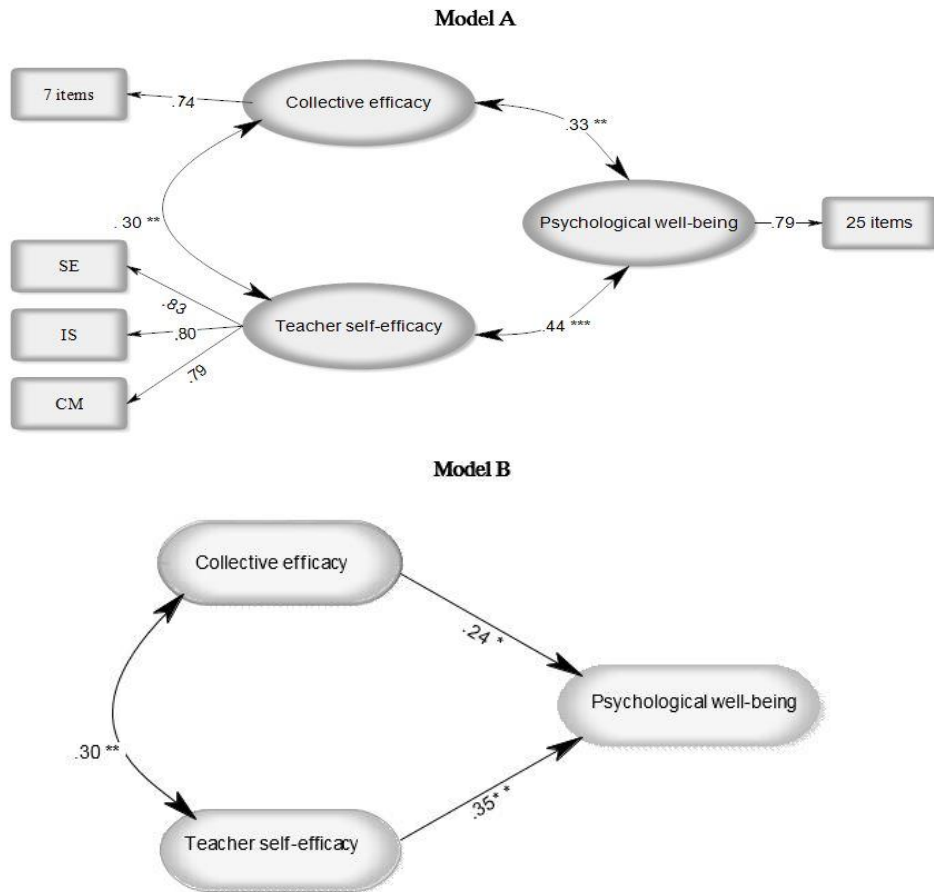 Model A
7 items
.74
Collective efficacy
.33 **
. 30 **
Psychological well-being
.79
25 items
SE
.83
IS
.80
Teacher self-efficacy
.44 ***
CM
.79
Model B
Collective efficacy
.24 *
Psychological well-being
.30 **
.35* *
Teacher self-efficacy